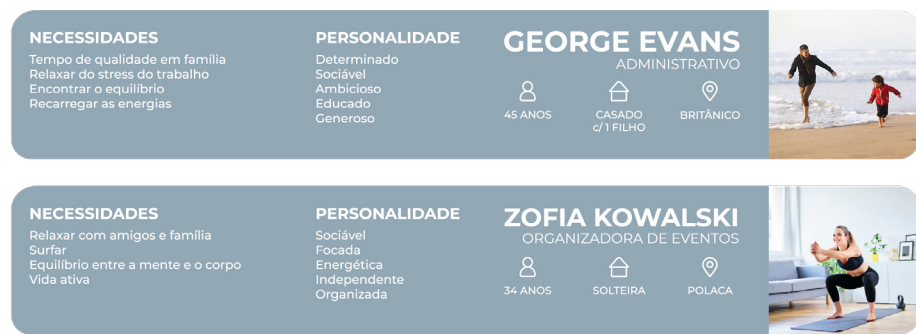 NECESSIDADES
Tempo de qualidade em família
Relaxar do stress do trabalho
Encontrar o equilíbrio
Recarregar as energias
PERSONALIDADE
Determinado
Sociável
Ambicioso
Educado
Generoso
GEORGE EVANS
ADMINISTRATIVO
45 ANOS
CASADO
c/ 1 FILHO
BRITÂNICO
NECESSIDADES
Relaxar com amigos e família
Surfar
Equilíbrio entre a mente e o corpo
Vida ativa
PERSONALIDADE
Sociável
Focada
Energética
Independente
Organizada
ZOFIA KOWALSKI
ORGANIZADORA DE EVENTOS
34 ANOS
SOLTEIRA
POLACA